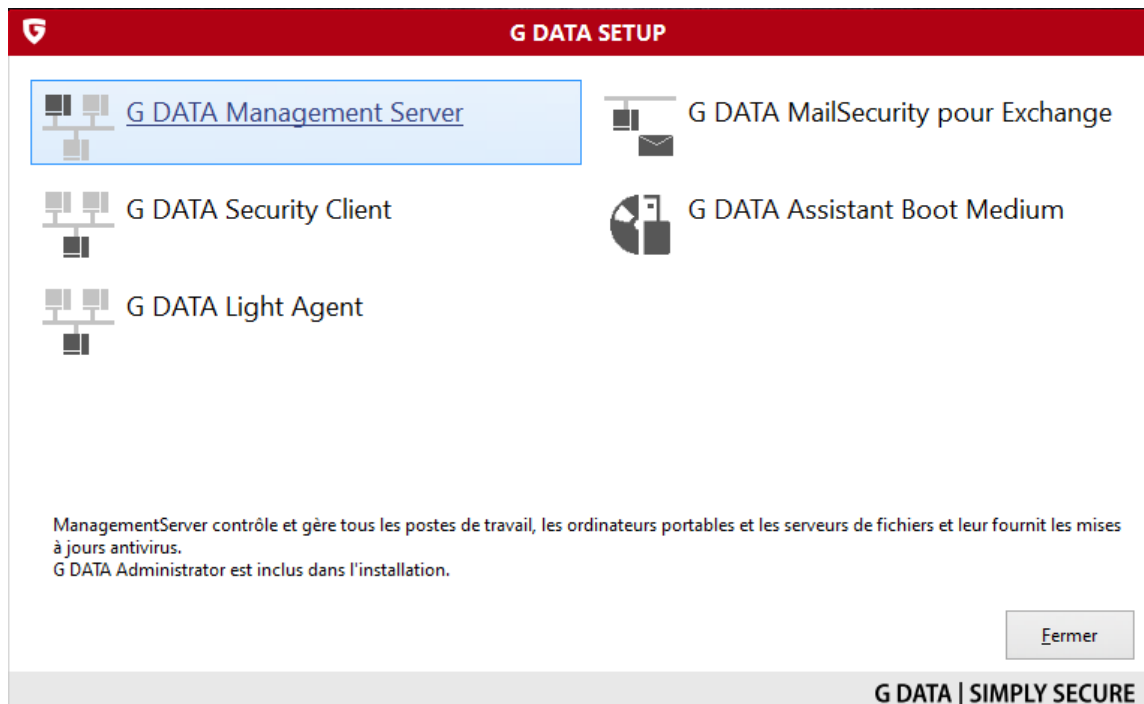 G DATA SETUP
G DATA Management Server
G DATA MailSecurity pour Exchange
G DATA Security Client
G DATA Assistant Boot Medium
G DATA Light Agent
ManagementServer contrôle et gère tous les postes de travail, les ordinateurs portables et les serveurs de fichiers et leur fournit les mises
à jours antivirus.
G DATA Administrator est inclus dans l'installation.
Fermer
G DATA | SIMPLY SECURE